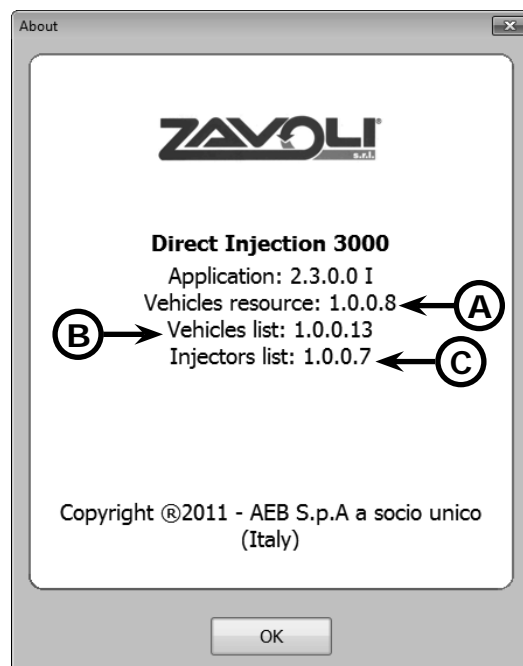 About
ZAVOLI®
s.r.l.
Direct Injection 3000
Application: 2.3.0.0 I
Vehicles resource: 1.0.0.8
A
B
Vehicles list: 1.0.0.13
Injectors list: 1.0.0.7
C
Copyright ®2011 - AEB S.p.A a socio unico
(Italy)
OK